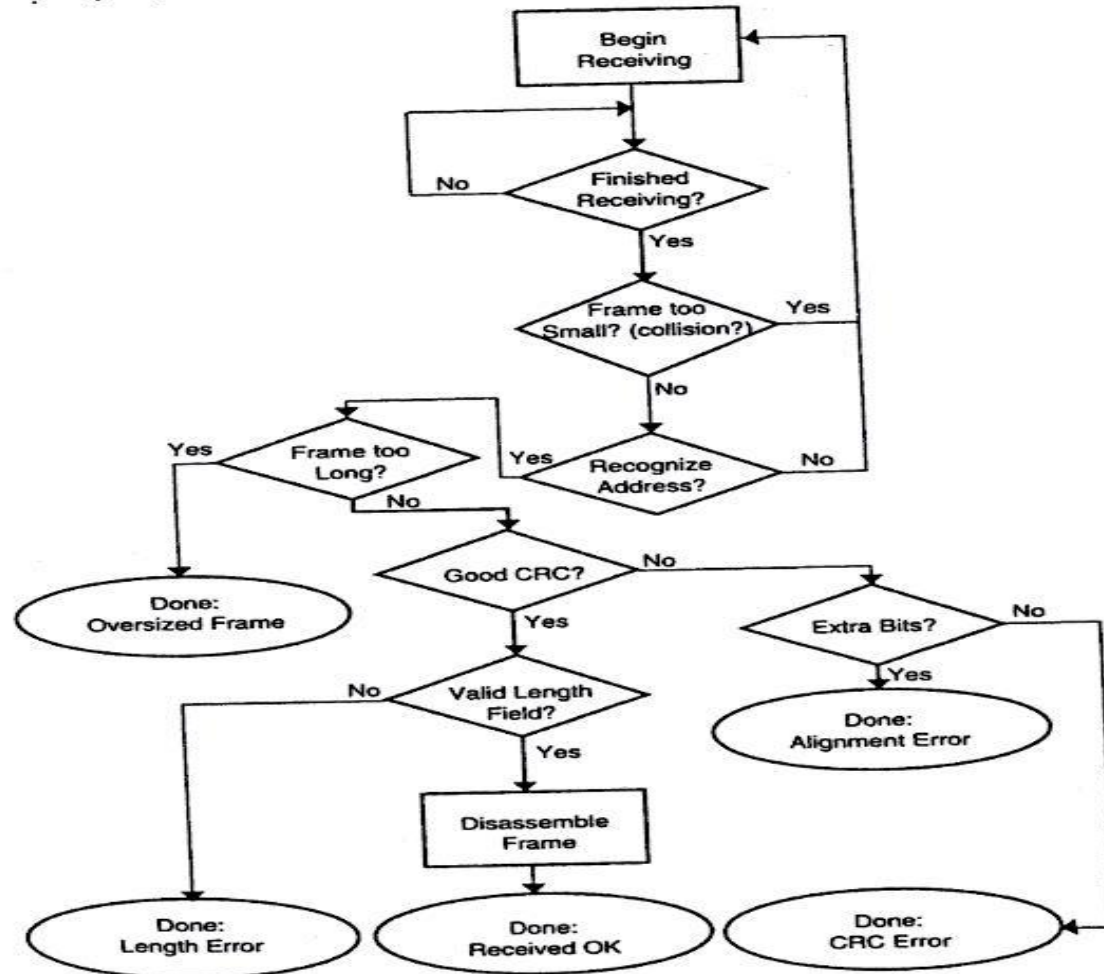 Begin
Receiving
No
Finished
Receiving?
Yes
Frame too
Small? (collision?)
Yes
No
Yes
Frame too
Long?
Yes
Recognize
Address?
No
No
Good CRC?
No
Done:
Oversized Frame
Yes
Extra Bits?
No
No
Valid Length
Field?
Yes
Done:
Alignment Error
Yes
Disassemble
Frame
Done:
Length Error
Done:
Received OK
Done:
CRC Error